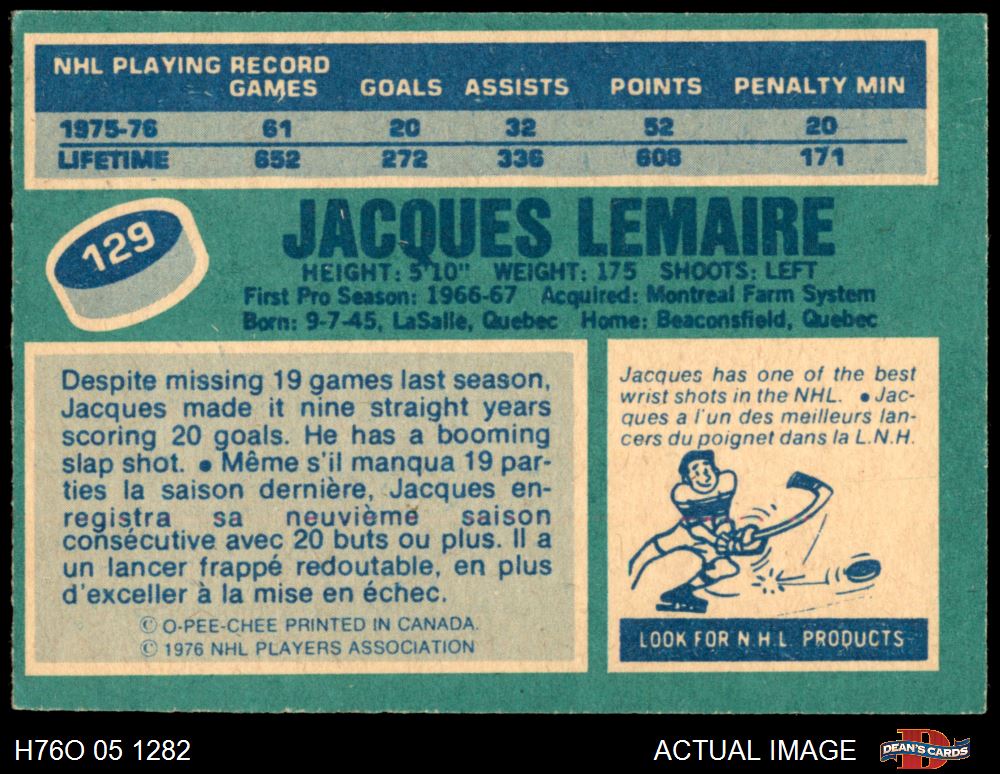 NHL PLAYING RECORD
GAMES GOALS ASSISTS POINTS PENALTY MIN
1975-76 61 20 32 52 20
LIFETIME 652 272 336 608 171
129
JACQUES LEMAIRE
HEIGHT: 5'10" WEIGHT: 175 SHOOTS: LEFT
First Pro Season: 1966-67 Acquired: Montreal Farm System
Born: 9-7-45, LaSalle, Quebec Home: Beaconsfield, Quebec
Despite missing 19 games last season,
Jacques made it nine straight years
scoring 20 goals. He has a booming
slap shot. ● Même s'il manqua 19 par-
ties la saison dernière, Jacques en-
registra sa neuvième saison
consécutive avec 20 buts ou plus. Il a
un lancer frappé redoutable, en plus
d'exceller à la mise en échec.
© O-PEE-CHEE PRINTED IN CANADA.
© 1976 NHL PLAYERS ASSOCIATION
Jacques has one of the best
wrist shots in the NHL. ● Jac-
ques a l'un des meilleurs lan-
cers du poignet dans la L.N.H.
LOOK FOR N.H.L PRODUCTS
H76O 05 1282
ACTUAL IMAGE
DEAN'S CARDS